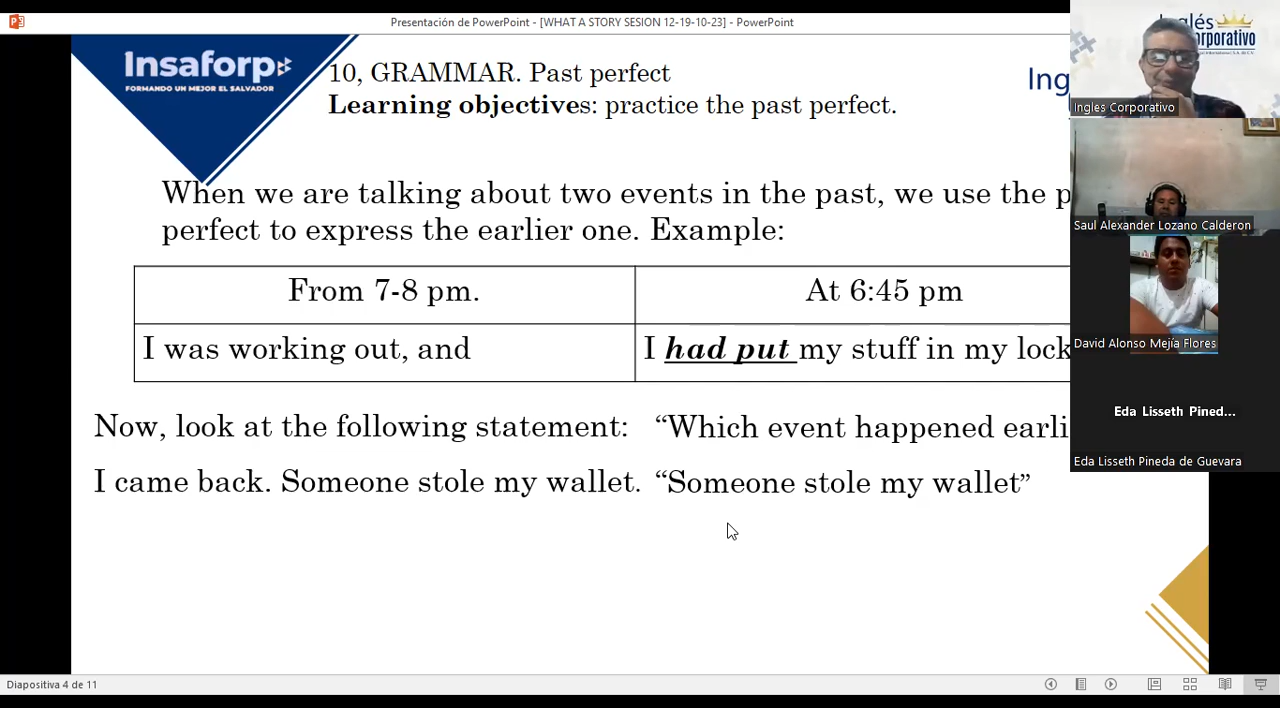 Presentación de PowerPoint - [WHAT A STORY SESION 12-19-10-23] - PowerPoint
Insaforp
FORMANDO UN MEJOR EL SALVADOR
10, GRAMMAR. Past perfect
Learning objectives: practice the past perfect.
Ing
Inglés
Corporativo
Ingles Corporativo
Saul Alexander Lozano Calderon
David Alonso Mejía Flores
Eda Lisseth Pined...
Eda Lisseth Pineda de Guevara
When we are talking about two events in the past, we use the p
perfect to express the earlier one. Example:
From 7-8 pm.
At 6:45 pm
I was working out, and
I had put my stuff in my lock
Now, look at the following statement:
“Which event happened earli
I came back. Someone stole my wallet.
“Someone stole my wallet”
Diapositiva 4 de 11